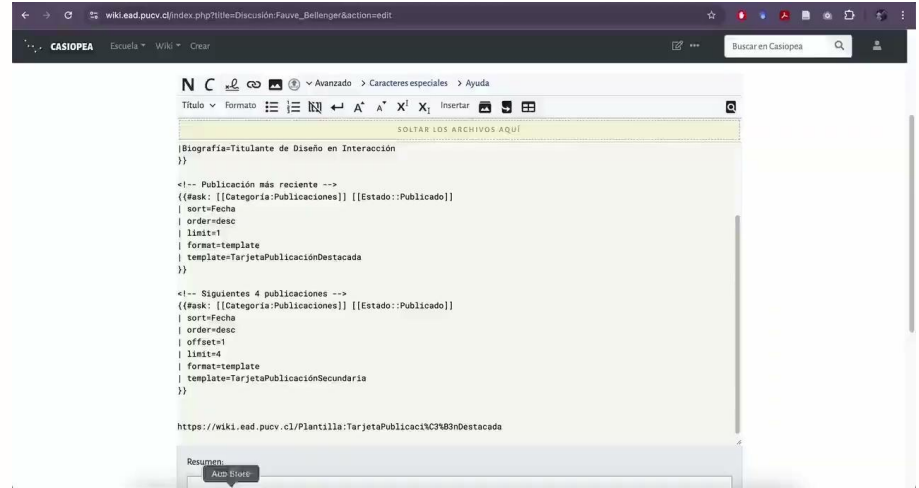 wiki.ead.pucv.cl/index.php?title=Discusión:Fauve_Bellenger&action=edit
CASIOPEA Escuela Wiki Crear Buscar en Casiopea
N C Avanzado Caracteres especiales Ayuda
Título Formato Insertar
SOLTAR LOS ARCHIVOS AQUÍ
|Biografía=Titulante de Diseño en Interacción
}}
<!-- Publicación más reciente -->
{{#ask: [[Categoría:Publicaciones]] [[Estado::Publicado]]
| sort=Fecha
| order=desc
| limit=1
| format=template
| template=TarjetaPublicaciónDestacada
}}
<!-- Siguientes 4 publicaciones -->
{{#ask: [[Categoría:Publicaciones]] [[Estado::Publicado]]
| sort=Fecha
| order=desc
| offset=1
| limit=4
| format=template
| template=TarjetaPublicaciónSecundaria
}}
https://wiki.ead.pucv.cl/Plantilla:TarjetaPublicaci%C3%B3nDestacada
Resumen:
App Store